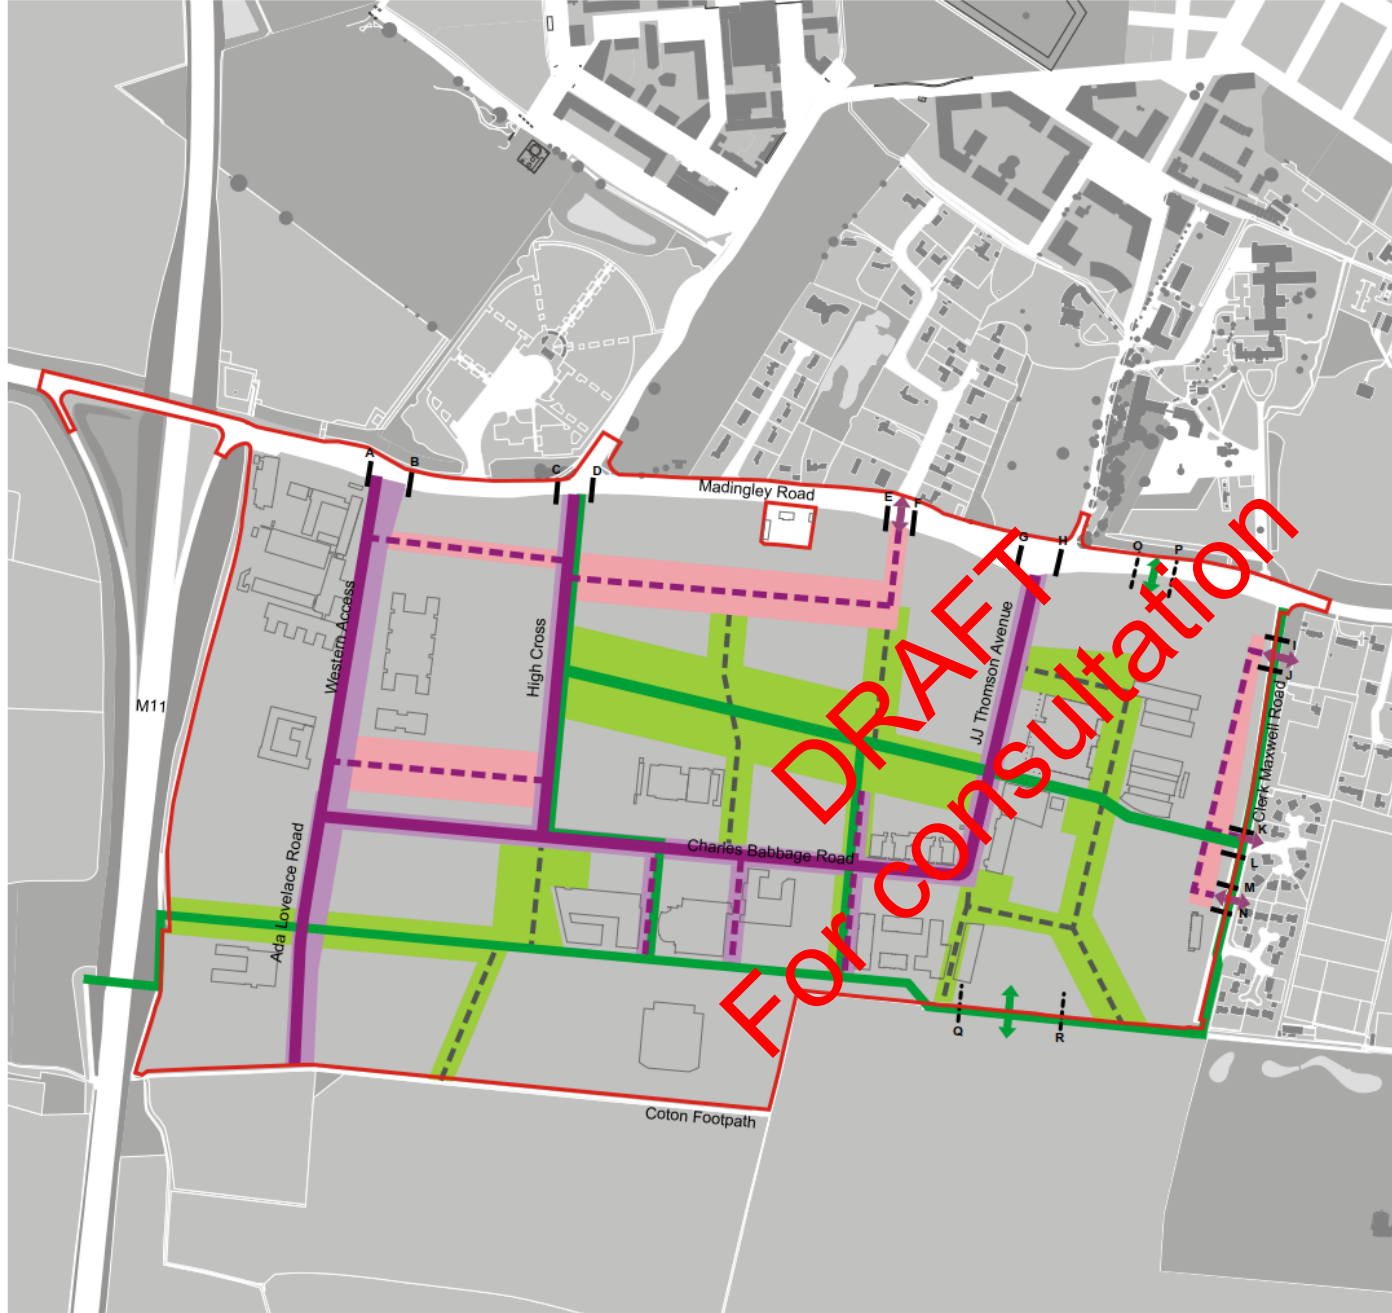 A
B
C
D
Madingley Road
E
F
G
H
O
P
DRAFT
For consultation
Western Access
High Cross
JJ Thomson Avenue
I
J
Clerk Maxwell Road
M11
Ada Lovelace Road
Charles Babbage Road
K
L
M
N
Q
R
Coton Footpath